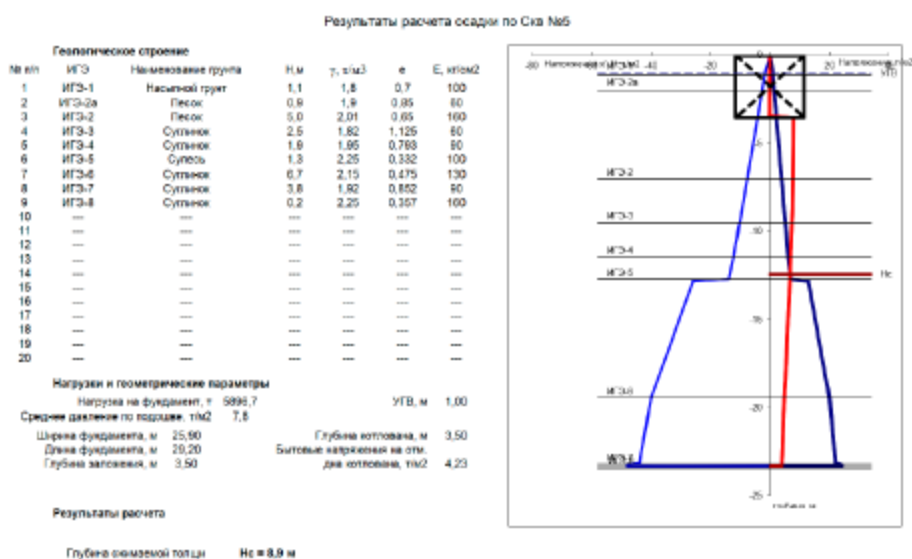 Результаты расчета осадки по Скв №5
Геологическое строение
№ п/п ИГЭ Наименование грунта Н,м γ, т/м3 e E, кг/см2
1 ИГЭ-1 Насыпной грунт 1,1 1,8 0,7 100
2 ИГЭ-2а Песок 0,9 1,9 0,85 60
3 ИГЭ-2 Песок 5,0 2,01 0,65 160
4 ИГЭ-3 Суглинок 2,5 1,82 1,125 60
5 ИГЭ-4 Суглинок 1,9 1,95 0,793 90
6 ИГЭ-5 Супесь 1,3 2,25 0,332 100
7 ИГЭ-6 Суглинок 6,7 2,15 0,475 130
8 ИГЭ-7 Суглинок 3,8 1,92 0,852 90
9 ИГЭ-8 Суглинок 0,2 2,25 0,357 160
10 --- --- --- --- --- ---
11 --- --- --- --- --- ---
12 --- --- --- --- --- ---
13 --- --- --- --- --- ---
14 --- --- --- --- --- ---
15 --- --- --- --- --- ---
16 --- --- --- --- --- ---
17 --- --- --- --- --- ---
18 --- --- --- --- --- ---
19 --- --- --- --- --- ---
20 --- --- --- --- --- ---
Нагрузки и геометрические параметры
Нагрузка на фундамент, т 5896,7 УГВ, м 1,00
Среднее давление по подошве, т/м2 7,8
Ширина фундамента, м 25,90 Глубина котлована, м 3,50
Длина фундамента, м 29,20 Бытовые напряжения на отм.
Глубина заложения, м 3,50 дна котлована, т/м2 4,23
Результаты расчета
Глубина сжимаемой толщи Нс = 8,9 м
-80 -40 -20 0 20 40
УГВ
ИГЭ-2а
-5
ИГЭ-2
ИГЭ-3
-10
ИГЭ-4
ИГЭ-5
Нс
-15
ИГЭ-6
-20
-25